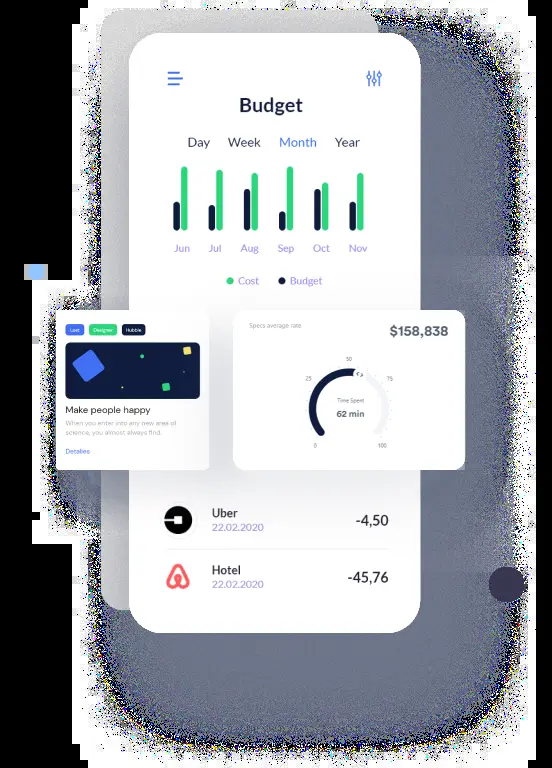 Budget
Day Week Month Year
Jun Jul Aug Sep Oct Nov
Cost Budget
Last Designer Hubble
Make people happy
When you enter into any new area of
science, you almost always find.
Detalies
Specs average rate
$158,838
50
25
75
Time Spent
62 min
0
100
Uber
22.02.2020
-4,50
Hotel
22.02.2020
-45,76